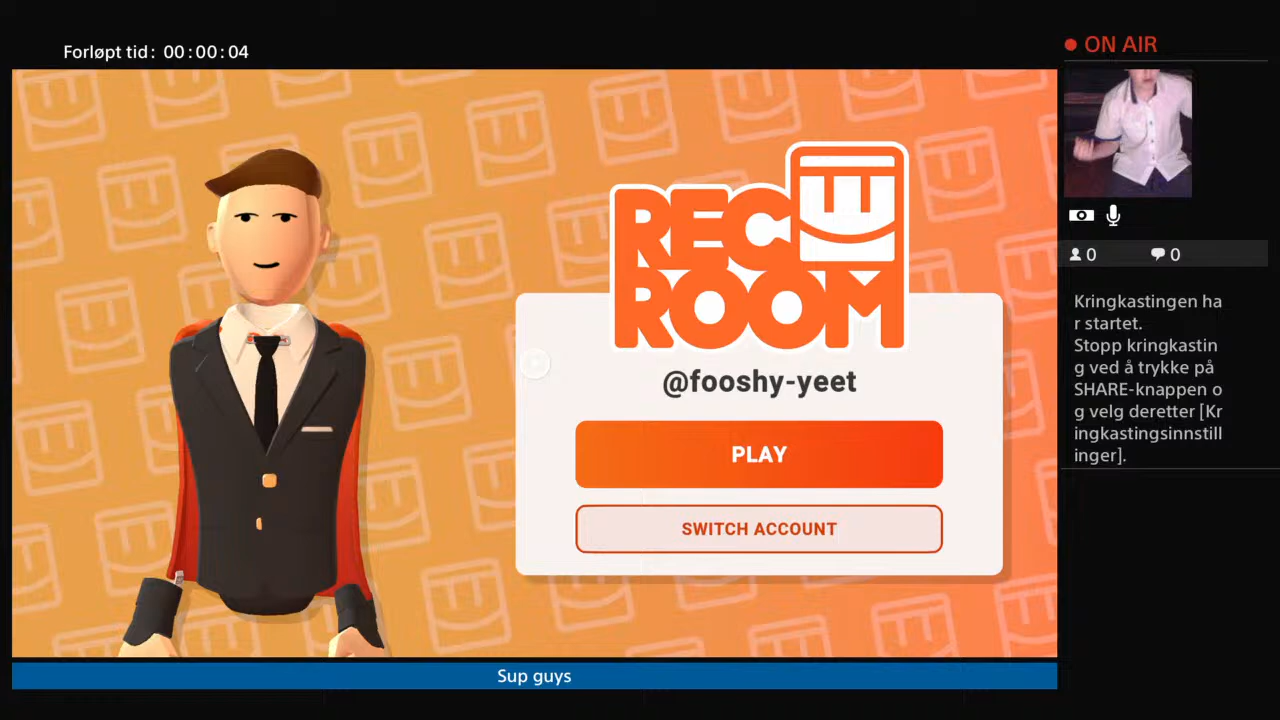 Forløpt tid: 00:00:04
ON AIR
REC
ROOM
@fooshy-yeet
PLAY
SWITCH ACCOUNT
0 0
Kringkastingen ha
r startet.
Stopp kringkastin
g ved å trykke på
SHARE-knappen o
g velg deretter [Kr
ingkastingsinnstill
inger].
Sup guys